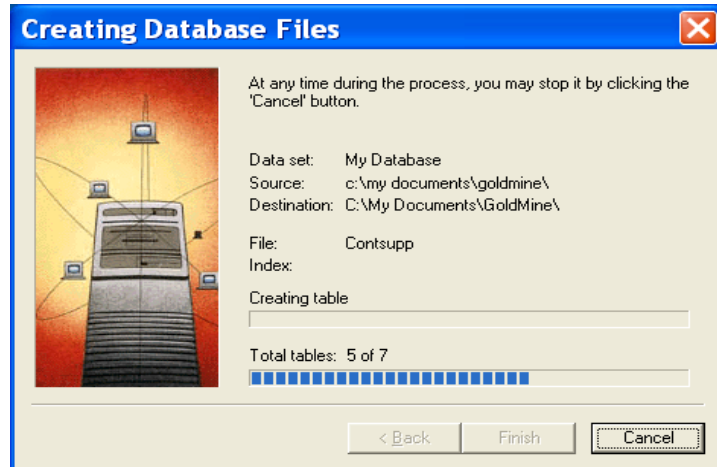 Creating Database Files
At any time during the process, you may stop it by clicking the
'Cancel' button.
Data set: My Database
Source: c:\my documents\goldmine\
Destination: C:\My Documents\GoldMine\
File: Contsupp
Index:
Creating table
Total tables: 5 of 7
< Back Finish Cancel